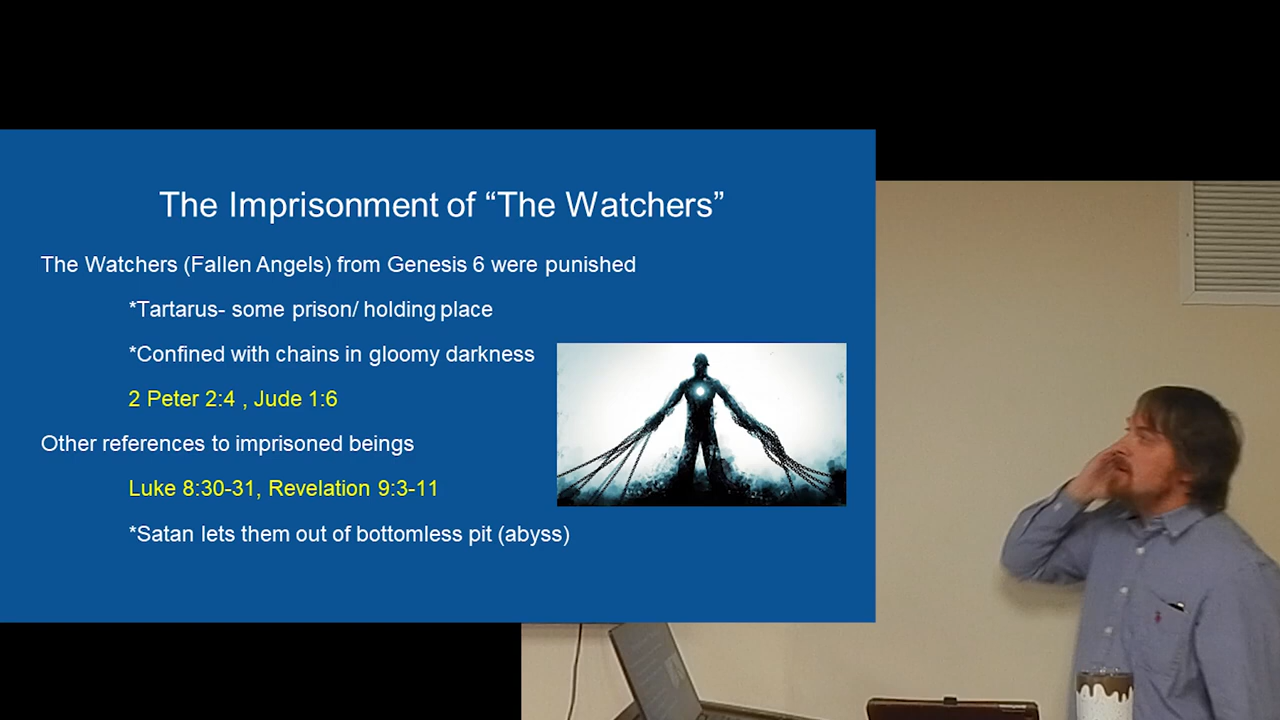 The Imprisonment of “The Watchers”
The Watchers (Fallen Angels) from Genesis 6 were punished
*Tartarus- some prison/ holding place
*Confined with chains in gloomy darkness
2 Peter 2:4 , Jude 1:6
Other references to imprisoned beings
Luke 8:30-31, Revelation 9:3-11
*Satan lets them out of bottomless pit (abyss)